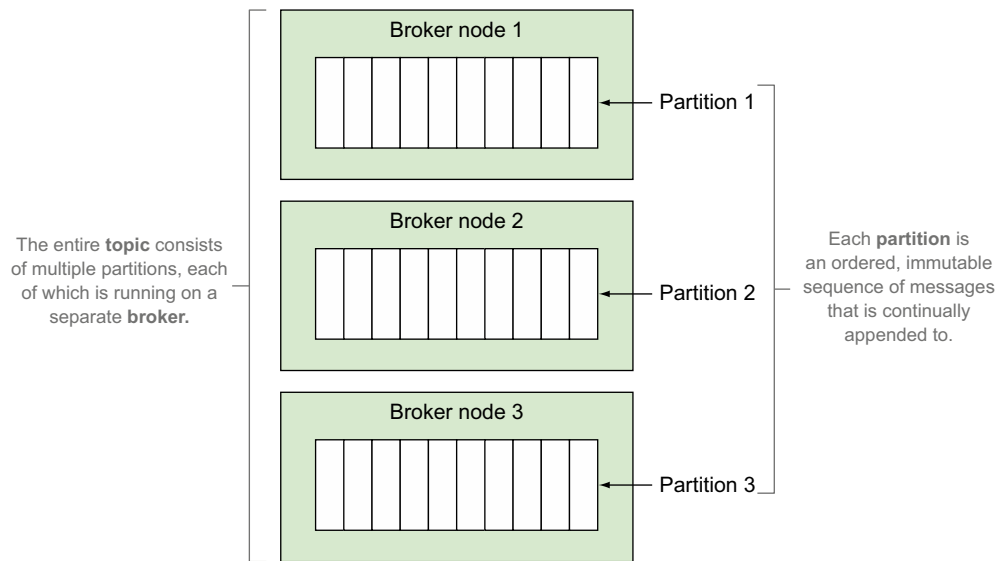 Broker node 1
Partition 1
Broker node 2
The entire topic consists
of multiple partitions, each
of which is running on a
separate broker.
Partition 2
Each partition is
an ordered, immutable
sequence of messages
that is continually
appended to.
Broker node 3
Partition 3